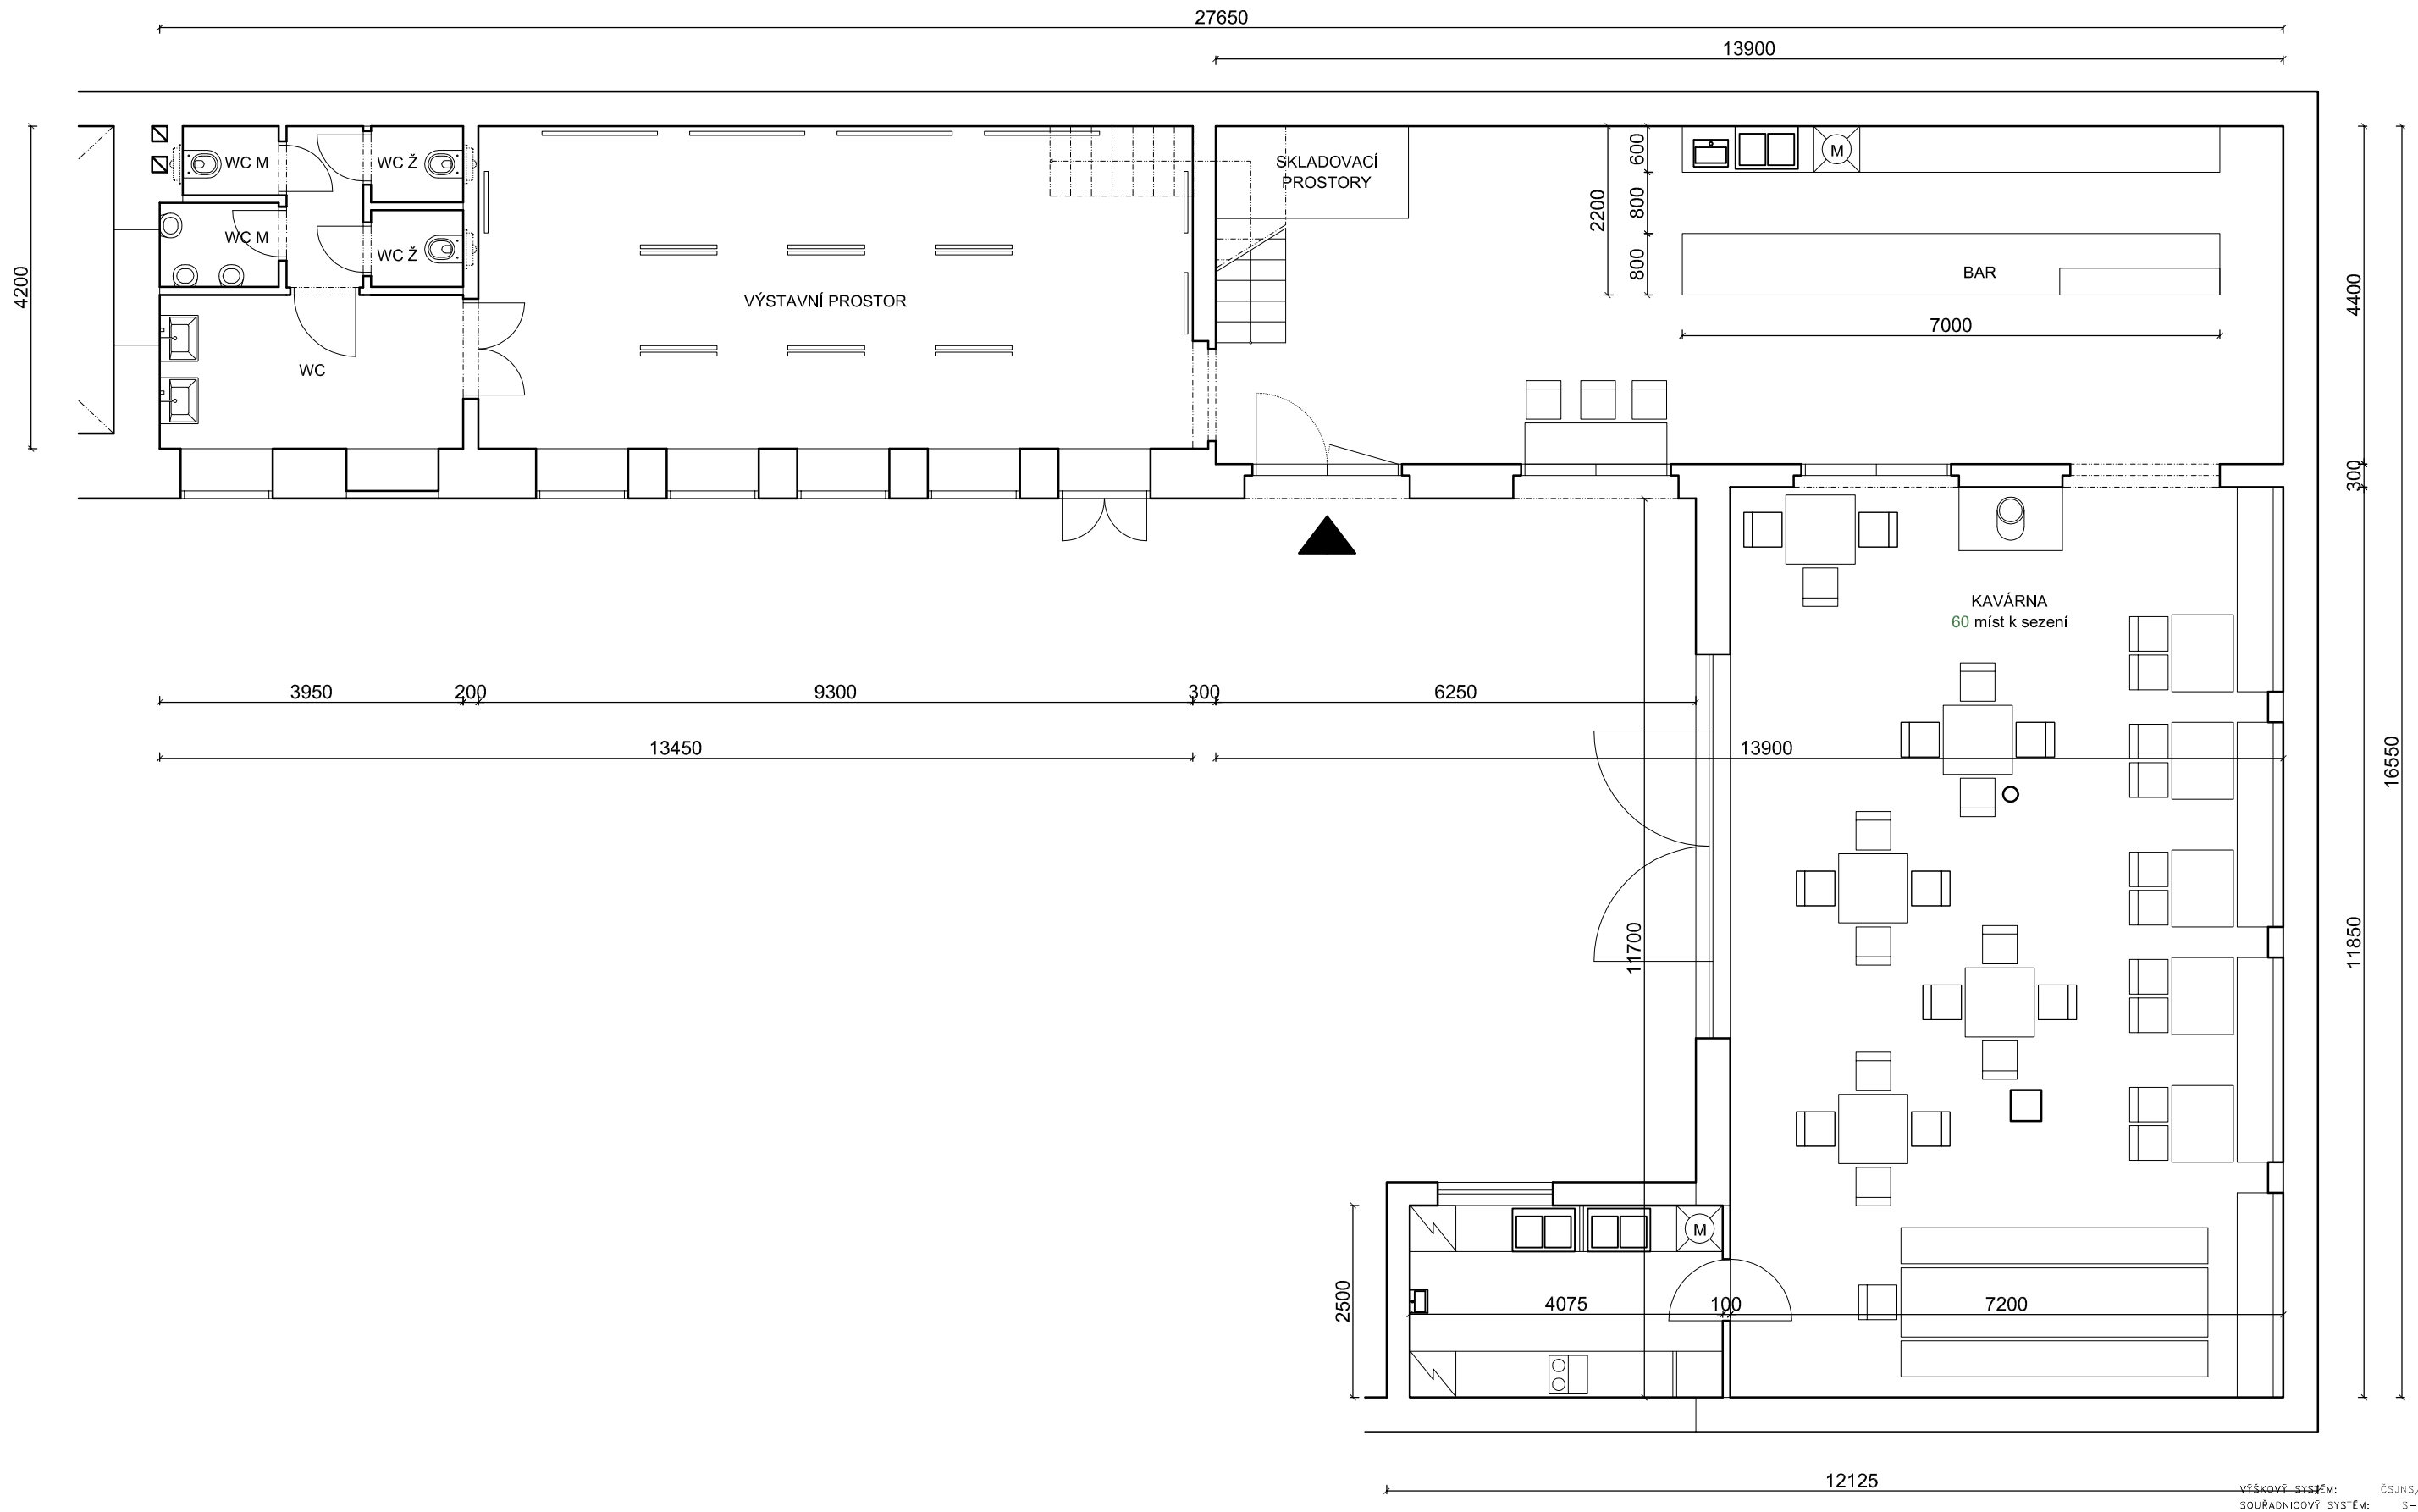 27650
13900
SKLADOVACÍ
PROSTORY
600
M
WC M
WC Ž
800
2200
WC M
WC Ž
800
BAR
4200
VÝSTAVNÍ PROSTOR
4400
7000
WC
300
KAVÁRNA
60 míst k sezení
3950
200
9300
300
6250
13450
13900
16550
11700
11850
M
2500
4075
100
7200
12125
VÝŠKOVÝ SYSTÉM: ČSJNS/
SOUŘADNICOVÝ SYSTÉM: S-